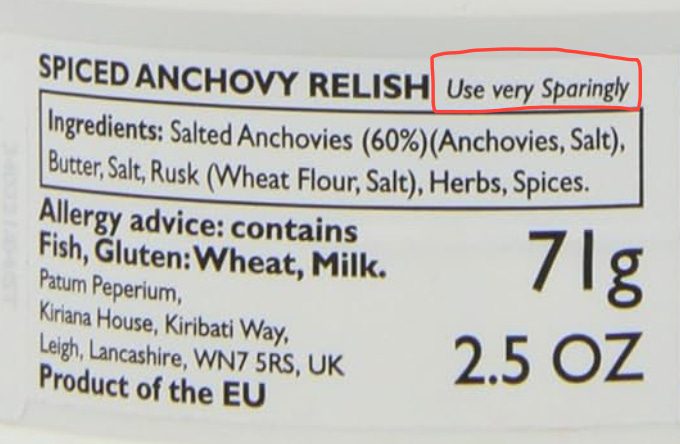 SPICED ANCHOVY RELISH Use very Sparingly
Ingredients: Salted Anchovies (60%)(Anchovies, Salt),
Butter, Salt, Rusk (Wheat Flour, Salt), Herbs, Spices.
Allergy advice: contains
Fish, Gluten: Wheat, Milk.
Patum Peperium,
Kiriana House, Kiribati Way,
Leigh, Lancashire, WN7 5RS, UK
Product of the EU
71g
2.5 OZ